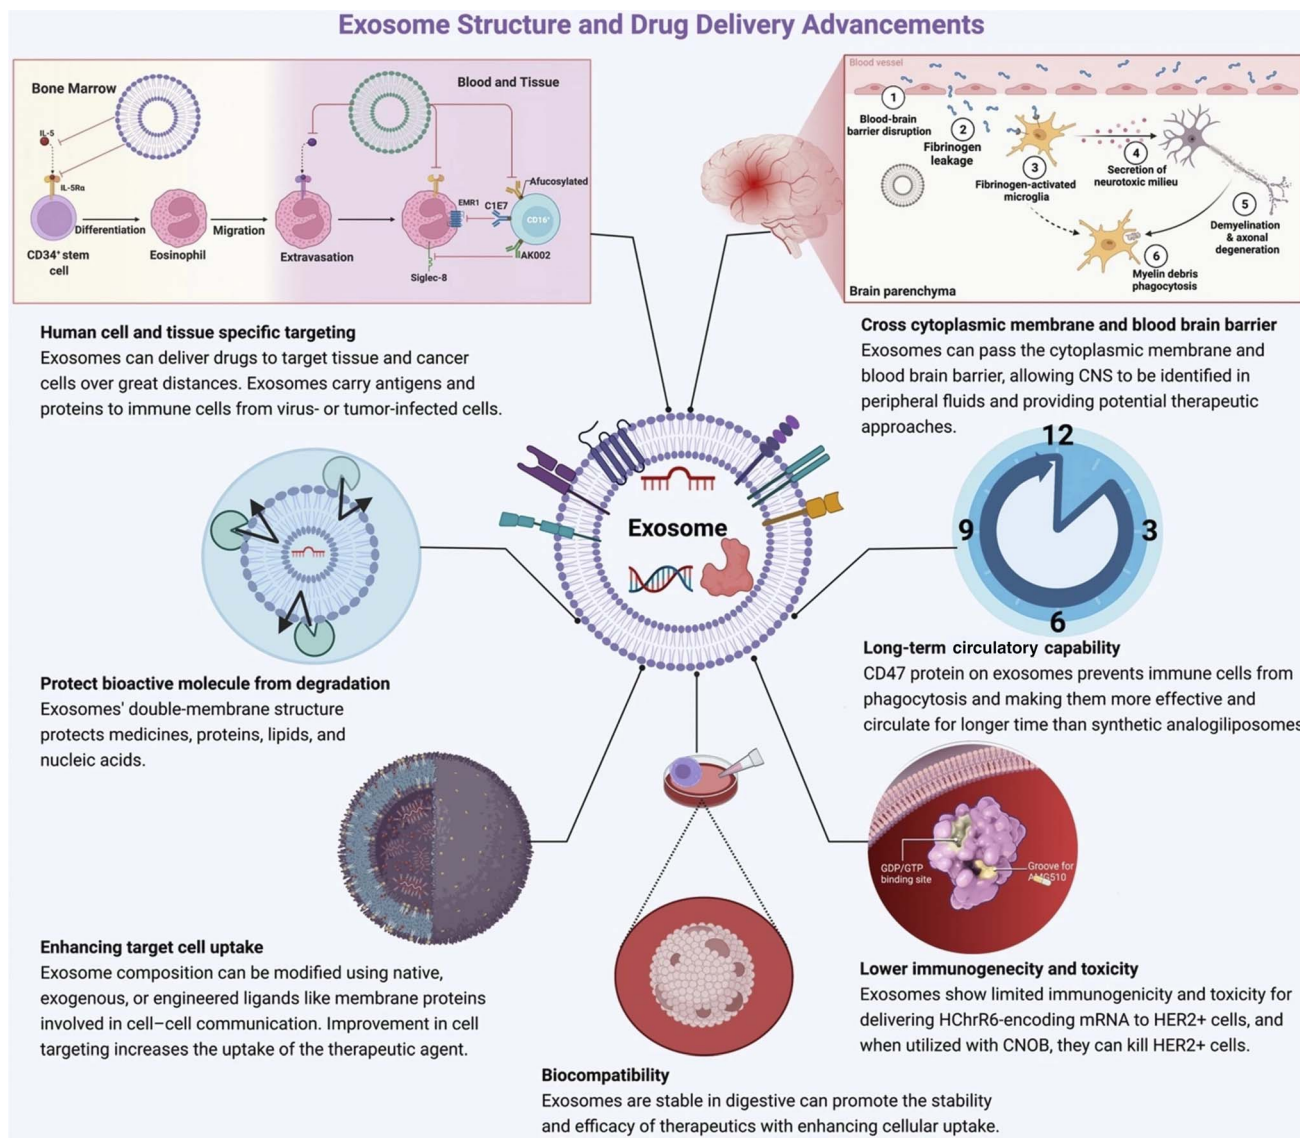 Exosome Structure and Drug Delivery Advancements
Bone Marrow
Blood and Tissue
IL-5
IL-5Rα
Differentiation
Migration
CD34⁺ stem
cell
Eosinophil
Extravasation
Afucosylated
EMR1
C1E7
CD16⁺
AK002
Siglec-8
Blood vessel
1
Blood-brain
barrier disruption
2
Fibrinogen
leakage
3
Fibrinogen-activated
microglia
4
Secretion of
neurotoxic milieu
5
Demyelination
& axonal
degeneration
6
Myelin debris
phagocytosis
Brain parenchyma
Human cell and tissue specific targeting
Exosomes can deliver drugs to target tissue and cancer
cells over great distances. Exosomes carry antigens and
proteins to immune cells from virus- or tumor-infected cells.
Cross cytoplasmic membrane and blood brain barrier
Exosomes can pass the cytoplasmic membrane and
blood brain barrier, allowing CNS to be identified in
peripheral fluids and providing potential therapeutic
approaches.
Exosome
12
3
6
9
Protect bioactive molecule from degradation
Exosomes' double-membrane structure
protects medicines, proteins, lipids, and
nucleic acids.
Long-term circulatory capability
CD47 protein on exosomes prevents immune cells from
phagocytosis and making them more effective and
circulate for longer time than synthetic analogiliposomes
GDP/GTP
binding site
Groove for
AMG510
Enhancing target cell uptake
Exosome composition can be modified using native,
exogenous, or engineered ligands like membrane proteins
involved in cell–cell communication. Improvement in cell
targeting increases the uptake of the therapeutic agent.
Lower immunogenecity and toxicity
Exosomes show limited immunogenicity and toxicity for
delivering HChrR6-encoding mRNA to HER2+ cells, and
when utilized with CNOB, they can kill HER2+ cells.
Biocompatibility
Exosomes are stable in digestive can promote the stability
and efficacy of therapeutics with enhancing cellular uptake.